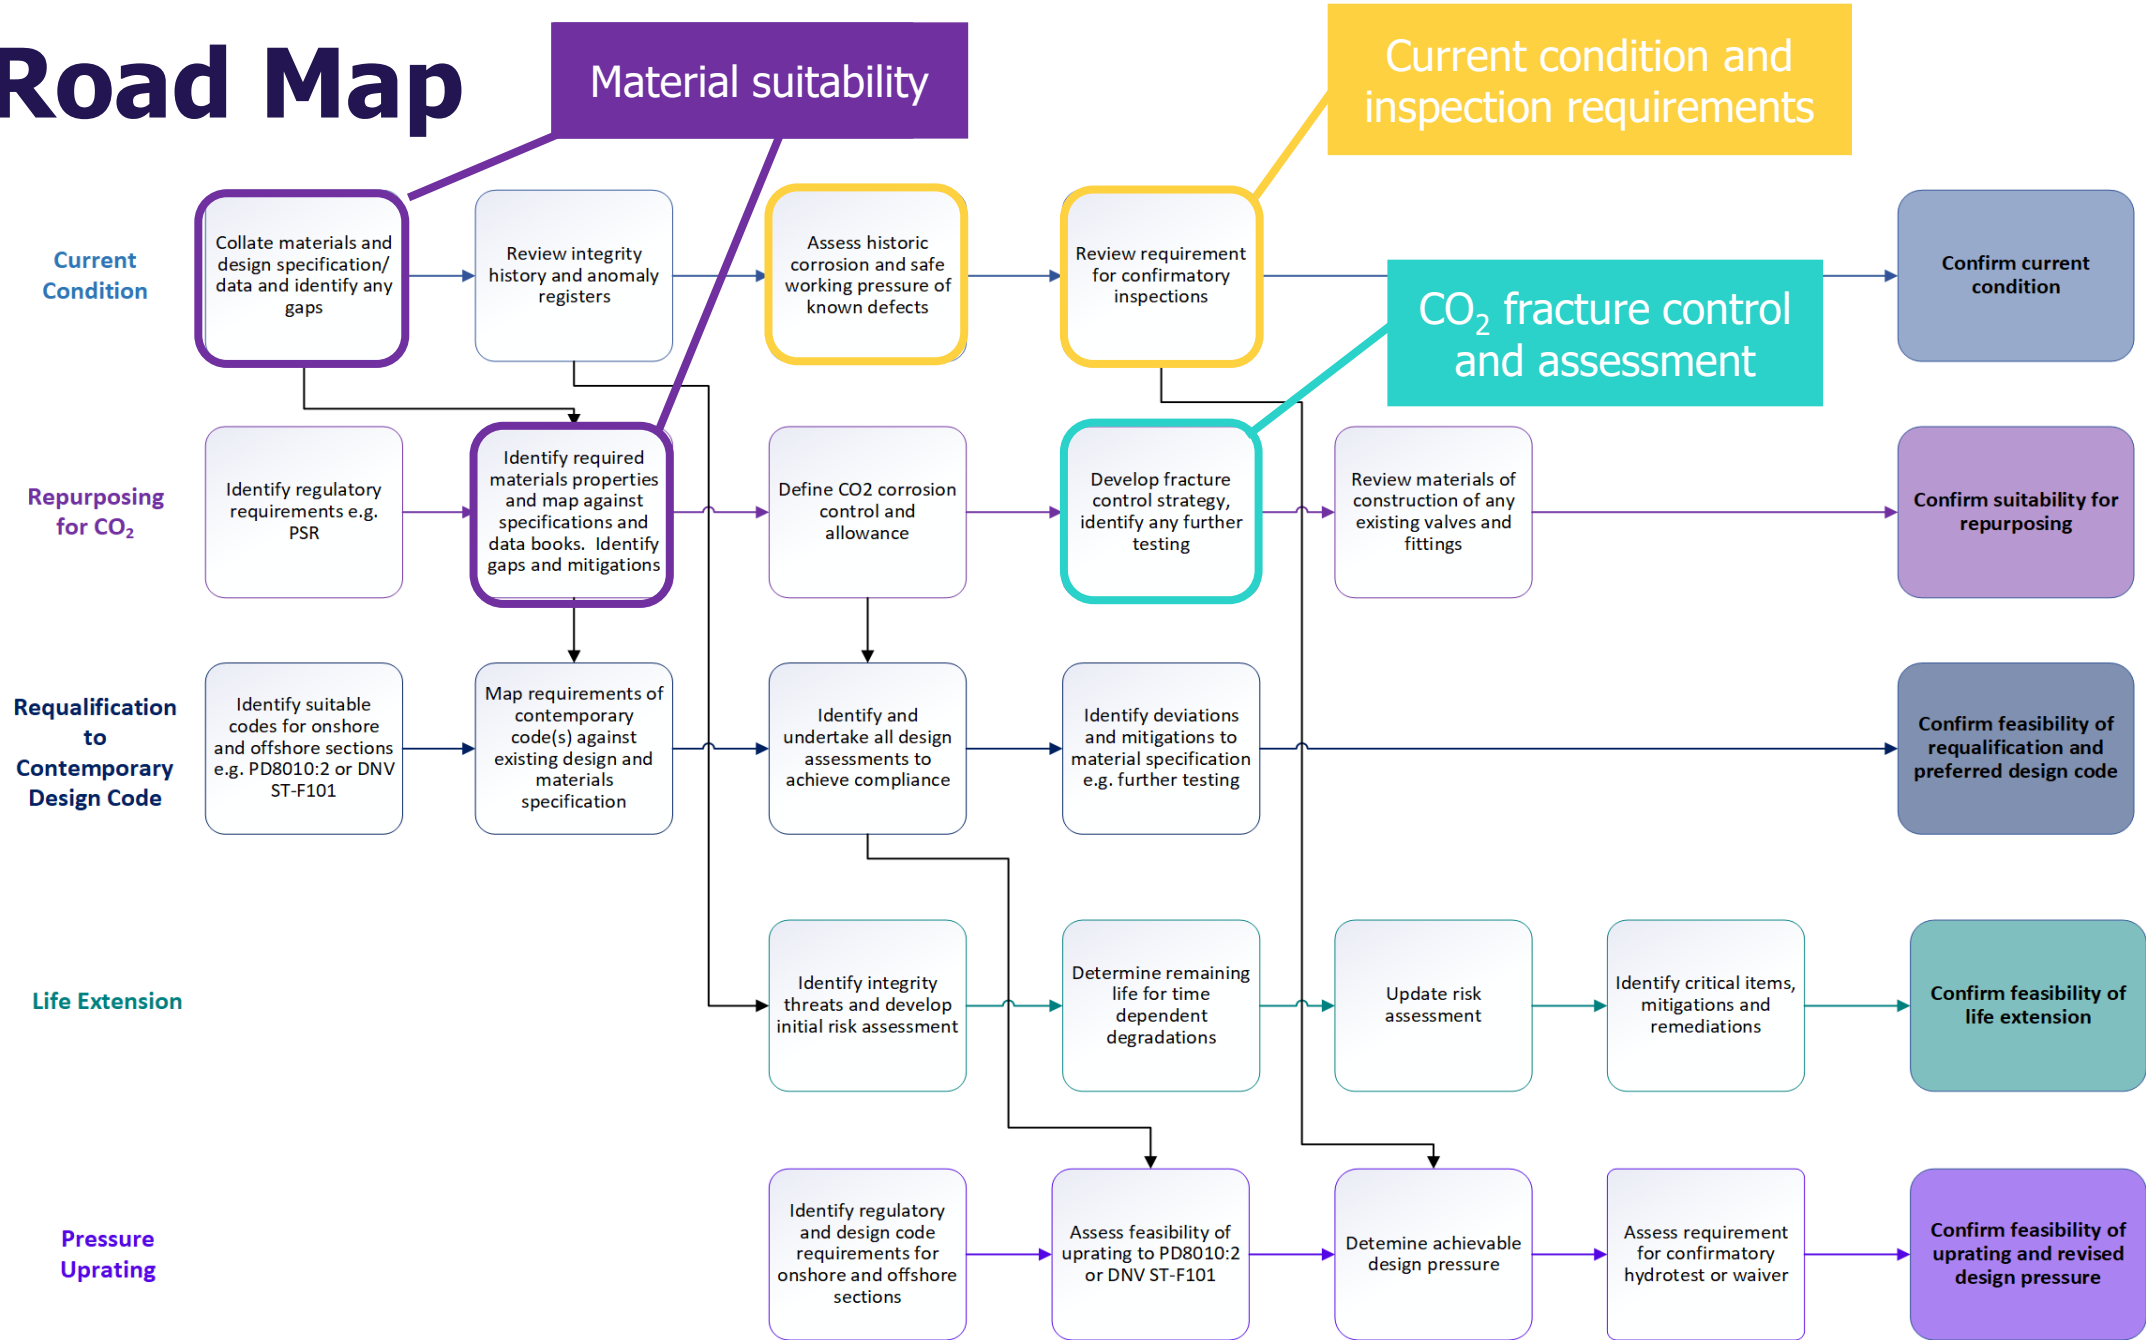 Road Map
Material suitability
Current condition and
inspection requirements
Current
Condition
Collate materials and
design specification/
data and identify any
gaps
Review integrity
history and anomaly
registers
Assess historic
corrosion and safe
working pressure of
known defects
Review requirement
for confirmatory
inspections
CO₂ fracture control
and assessment
Confirm current
condition
Repurposing
for CO₂
Identify regulatory
requirements e.g.
PSR
Identify required
materials properties
and map against
specifications and
data books. Identify
gaps and mitigations
Define CO2 corrosion
control and
allowance
Develop fracture
control strategy,
identify any further
testing
Review materials of
construction of any
existing valves and
fittings
Confirm suitability for
repurposing
Requalification
to
Contemporary
Design Code
Identify suitable
codes for onshore
and offshore sections
e.g. PD8010:2 or DNV
ST-F101
Map requirements of
contemporary
code(s) against
existing design and
materials
specification
Identify and
undertake all design
assessments to
achieve compliance
Identify deviations
and mitigations to
material specification
e.g. further testing
Confirm feasibility of
requalification and
preferred design code
Life Extension
Identify integrity
threats and develop
initial risk assessment
Determine remaining
life for time
dependent
degradations
Update risk
assessment
Identify critical items,
mitigations and
remediations
Confirm feasibility of
life extension
Pressure
Uprating
Identify regulatory
and design code
requirements for
onshore and offshore
sections
Assess feasibility of
uprating to PD8010:2
or DNV ST-F101
Detemine achievable
design pressure
Assess requirement
for confirmatory
hydrotest or waiver
Confirm feasibility of
uprating and revised
design pressure